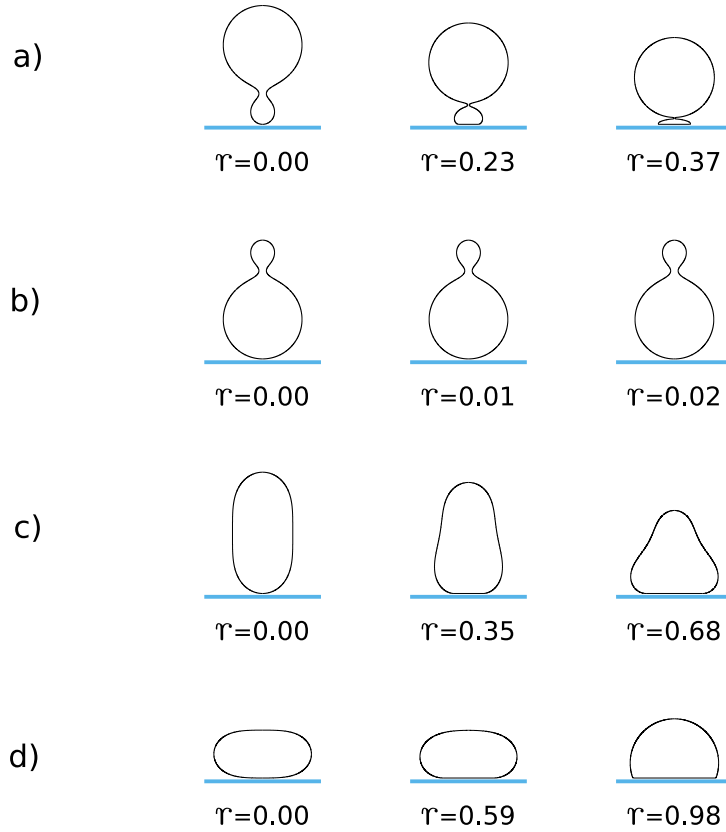 a)
r=0.00 r=0.23 r=0.37
b)
r=0.00 r=0.01 r=0.02
c)
r=0.00 r=0.35 r=0.68
d)
r=0.00 r=0.59 r=0.98